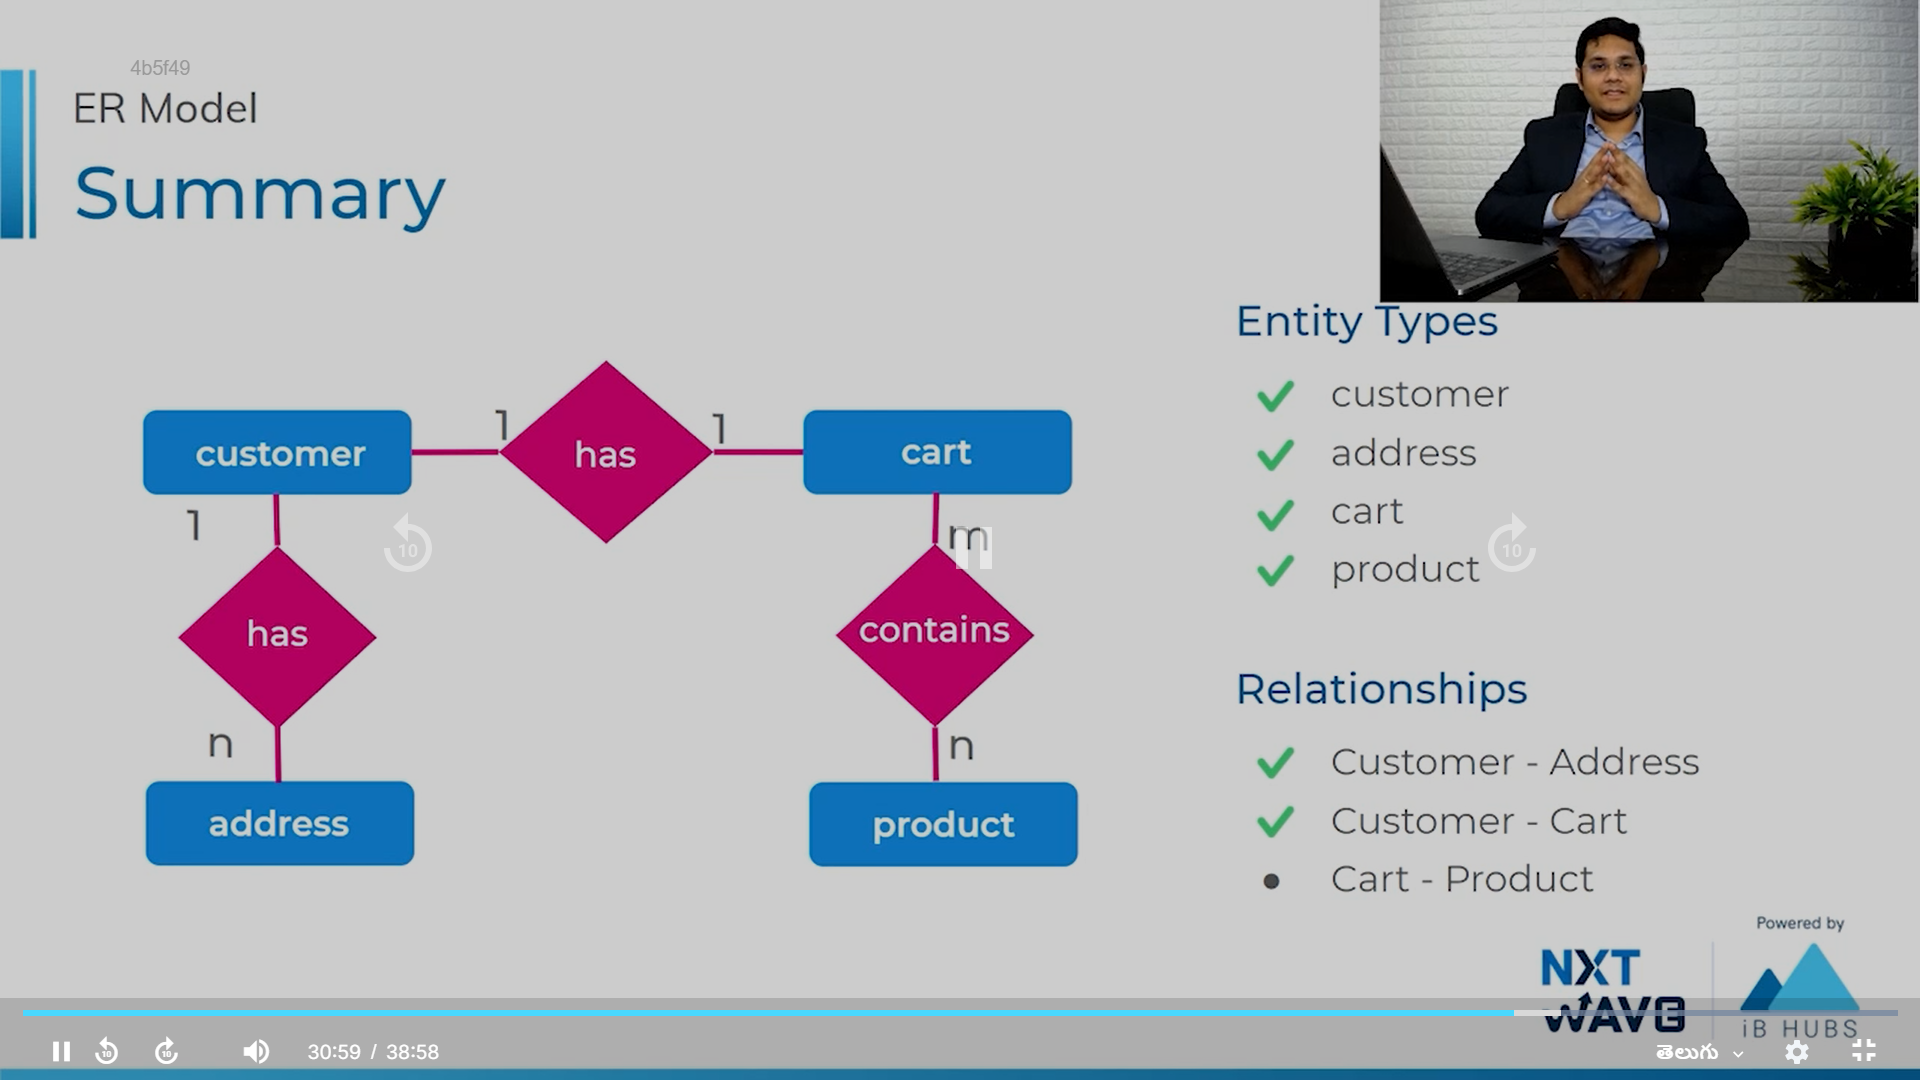 4b5f49
ER Model
Summary
Entity Types
customer
address
cart
product
customer
1
has
1
cart
1
has
n
address
m
contains
n
product
Relationships
Customer - Address
Customer - Cart
Cart - Product
Powered by
NXT
WAVE
iB HUBS
10
10
10
10
30:59 / 38:58
తెలుగు